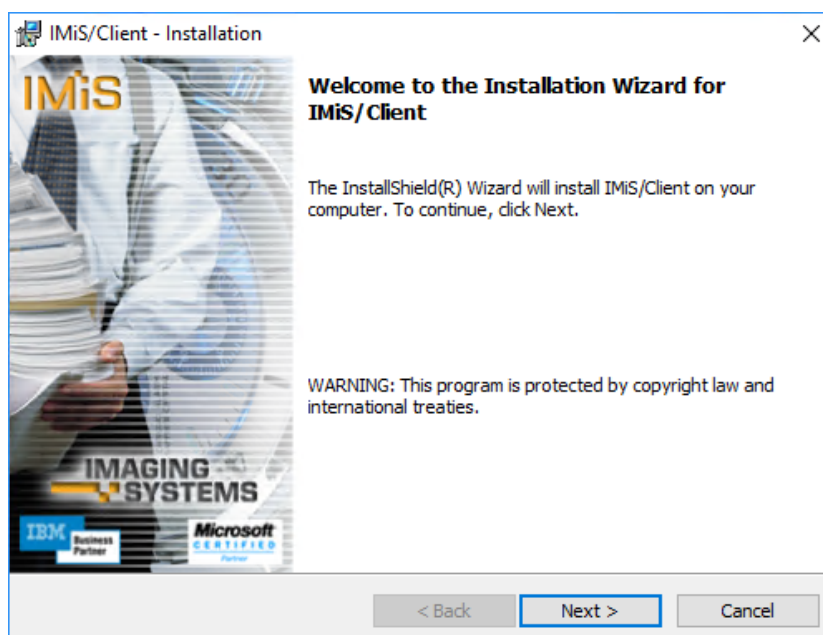 IMiS/Client - Installation
IMiS
Welcome to the Installation Wizard for
IMiS/Client
The InstallShield(R) Wizard will install IMiS/Client on your
computer. To continue, click Next.
WARNING: This program is protected by copyright law and
international treaties.
IMAGING
SYSTEMS
IBM
Business
Partner
Microsoft
CERTIFIED
Partner
< Back
Next >
Cancel